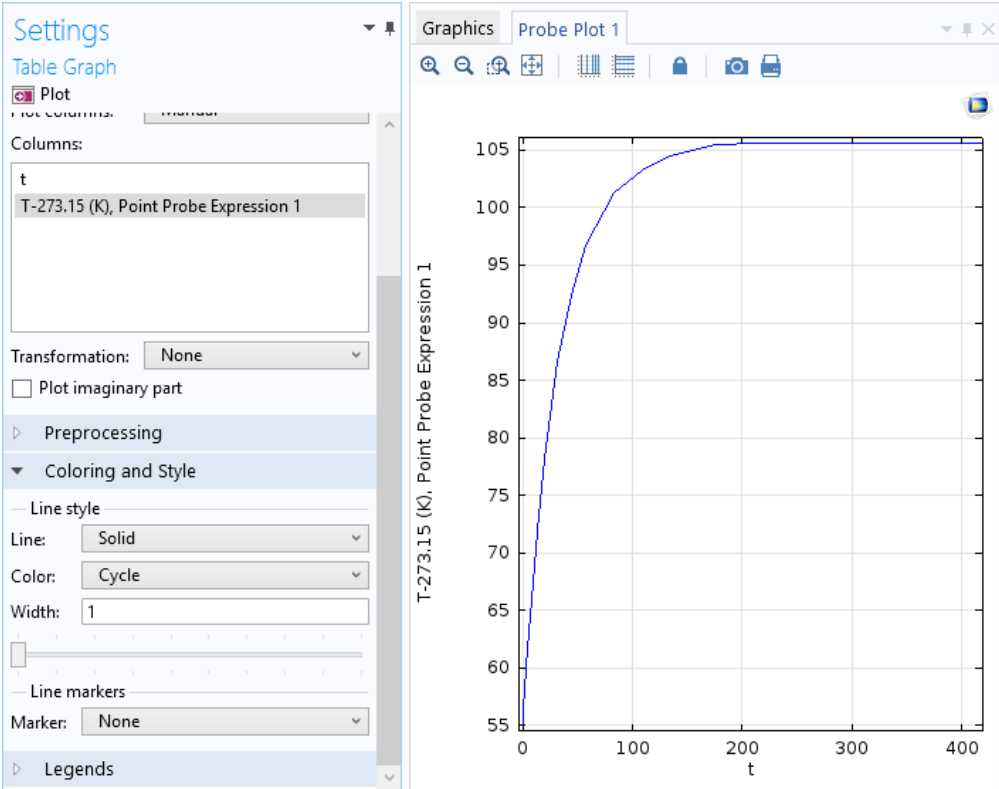 Settings
Table Graph
Plot
Plot columns: Manual
Columns:
t
T-273.15 (K), Point Probe Expression 1
Transformation: None
Plot imaginary part
Preprocessing
Coloring and Style
Line style
Line: Solid
Color: Cycle
Width: 1
Line markers
Marker: None
Legends
Graphics
Probe Plot 1
T-273.15 (K), Point Probe Expression 1
105
100
95
90
85
80
75
70
65
60
55
0 100 200 300 400
t